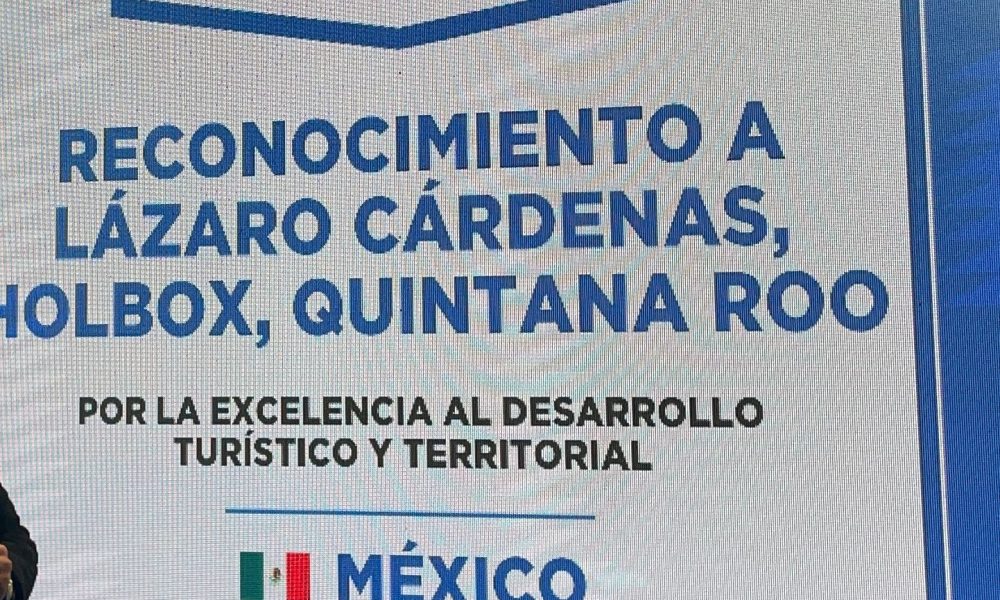 RECONOCIMIENTO A
LÁZARO CÁRDENAS,
HOLBOX, QUINTANA ROO
POR LA EXCELENCIA AL DESARROLLO
TURÍSTICO Y TERRITORIAL
MÉXICO